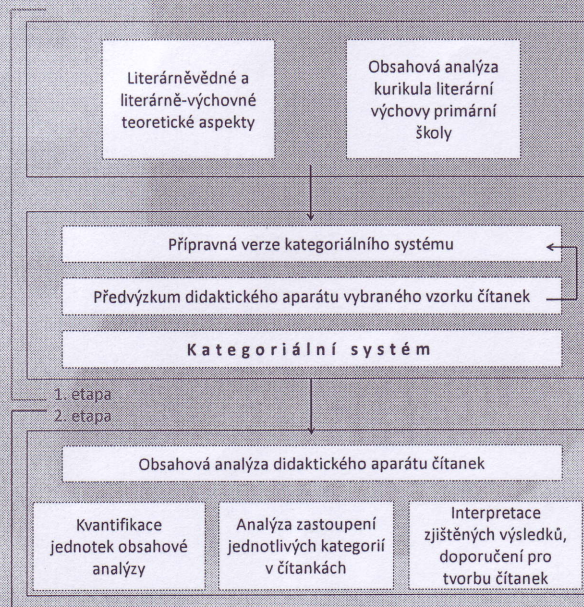 Literárněvědné a
literárně-výchovné
teoretické aspekty
Obsahová analýza
kurikula literární
výchovy primární
školy
Přípravná verze kategoriálního systému
Předvýzkum didaktického aparátu vybraného vzorku čítanek
Kategoriální systém
1. etapa
2. etapa
Obsahová analýza didaktického aparátu čítanek
Kvantifikace
jednotek obsahové
analýzy
Analýza zastoupení
jednotlivých kategorií
v čítankách
Interpretace
zjištěných výsledků,
doporučení pro
tvorbu čítanek